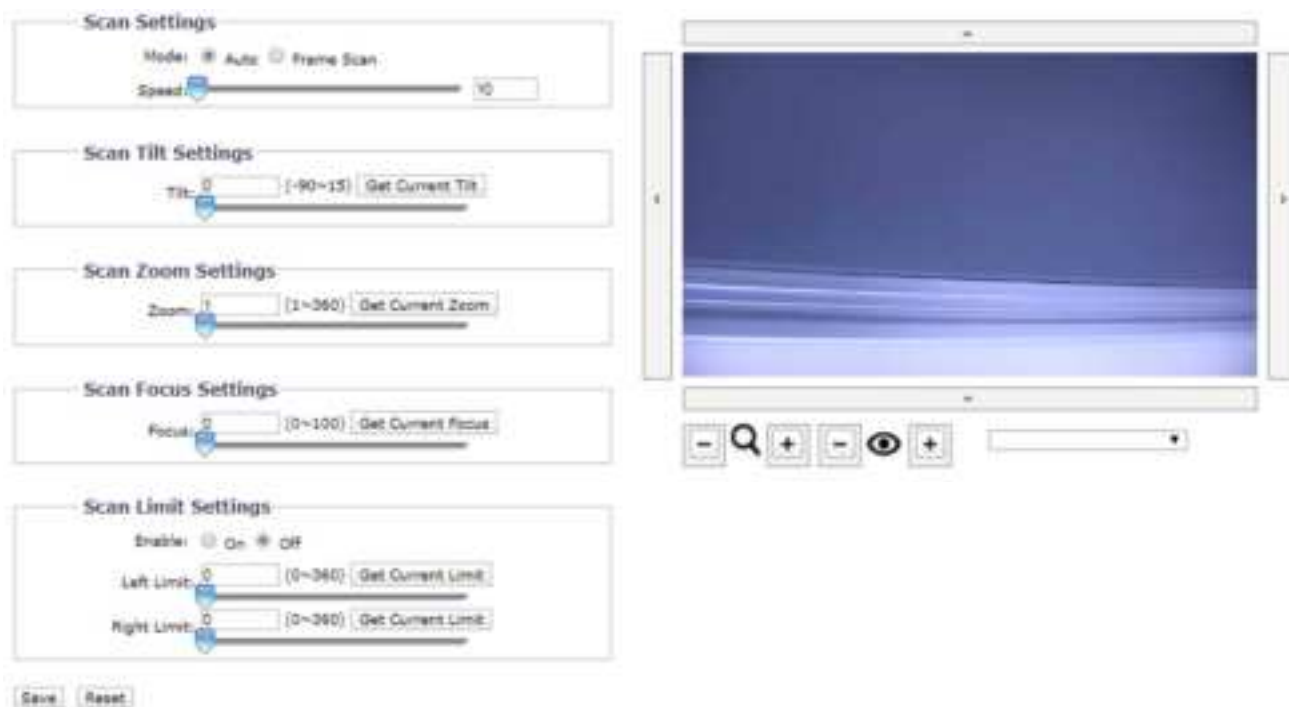 Scan Settings
Mode: Auto Frame Scan
Speed:
Scan Tilt Settings
Tilt: 0 (-90~15) Get Current Tilt
Scan Zoom Settings
Zoom: 1 (1~360) Get Current Zoom
Scan Focus Settings
Focus: 0 (0~100) Get Current Focus
Scan Limit Settings
Enable: On Off
Left Limit: 0 (0~360) Get Current Limit
Right Limit: 0 (0~360) Get Current Limit
Save Reset